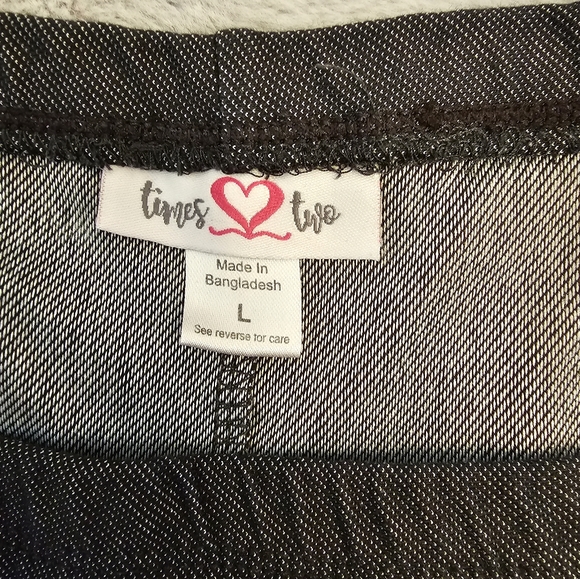 times two
Made In
Bangladesh
L
See reverse for care